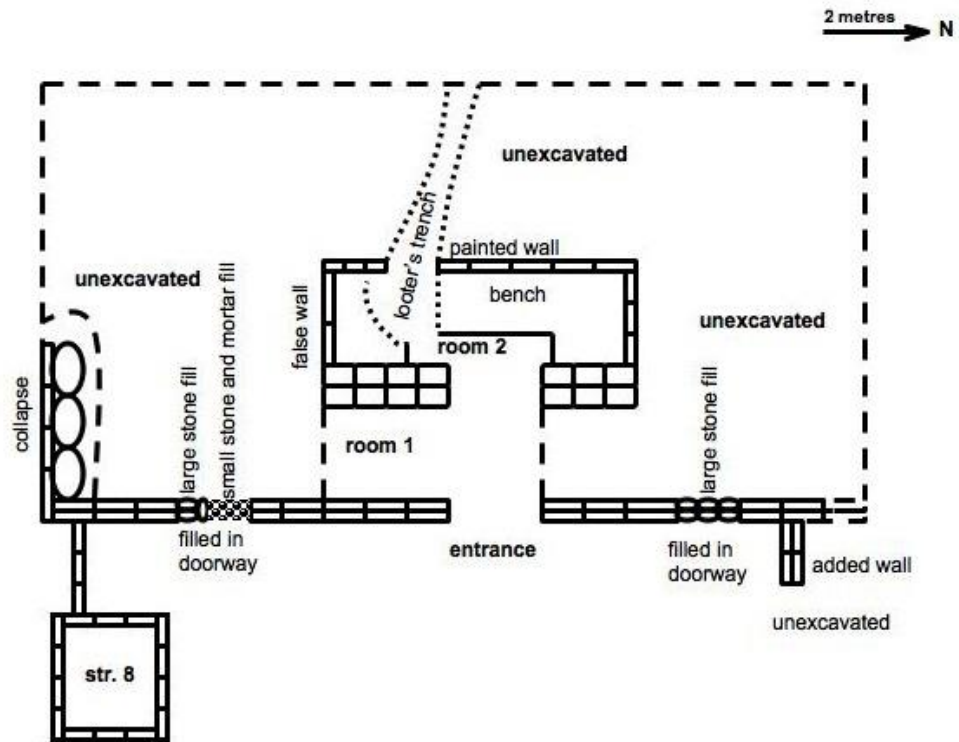 2 metres
N
unexcavated
looter's trench
painted wall
unexcavated
small stone and mortar fill
false wall
bench
unexcavated
room 2
collapse
large stone fill
large stone fill
room 1
filled in
doorway
entrance
filled in
doorway
added wall
unexcavated
str. 8